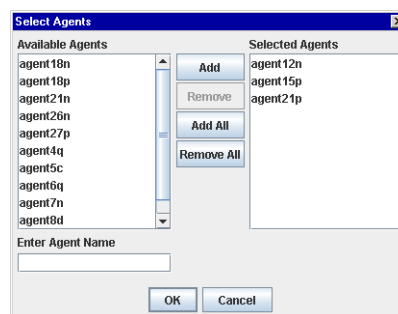 Select Agents
Available Agents
agent18n
agent18p
agent21n
agent26n
agent27p
agent4q
agent5c
agent6q
agent7n
agent8d
Add
Remove
Add All
Remove All
Selected Agents
agent12n
agent15p
agent21p
Enter Agent Name
OK
Cancel